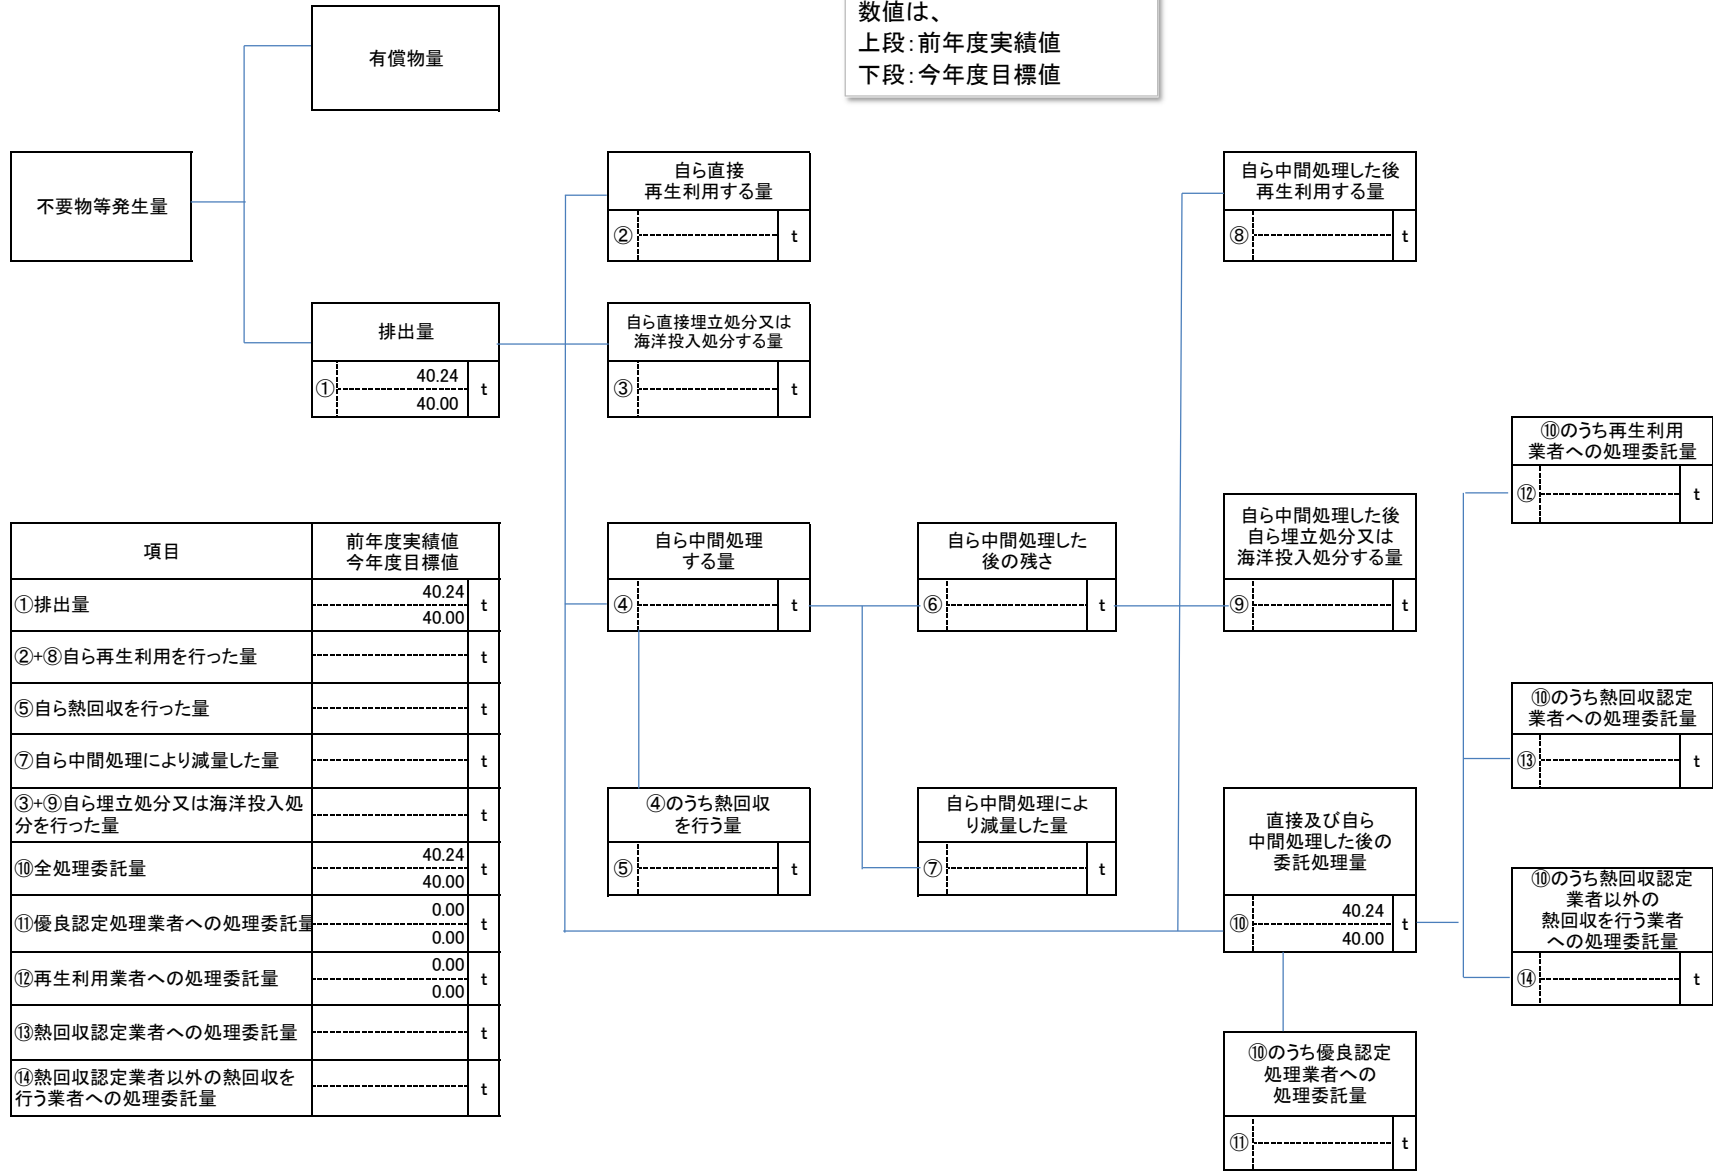 数値は、
上段：前年度実績値
下段：今年度目標値
有償物量
不要物等発生量
自ら直接
再生利用する量
② t
自ら中間処理した後
再生利用する量
⑧ t
排出量
① 40.24 t
40.00
自ら直接埋立処分又は
海洋投入処分する量
③ t
⑩のうち再生利用
業者への処理委託量
⑫ t
自ら中間処理
する量
④ t
自ら中間処理した
後の残さ
⑥ t
自ら中間処理した後
自ら埋立処分又は
海洋投入処分する量
⑨ t
⑩のうち熱回収認定
業者への処理委託量
⑬ t
④のうち熱回収
を行う量
⑤ t
自ら中間処理によ
り減量した量
⑦ t
直接及び自ら
中間処理した後の
委託処理量
⑩ 40.24 t
40.00
⑩のうち熱回収認定
業者以外の
熱回収を行う業者
への処理委託量
⑭ t
⑩のうち優良認定
処理業者への
処理委託量
⑪ t
項目 前年度実績値
今年度目標値
①排出量 40.24 t
40.00
②+⑧自ら再生利用を行った量 t
⑤自ら熱回収を行った量 t
⑦自ら中間処理により減量した量 t
③+⑨自ら埋立処分又は海洋投入処
分を行った量 t
⑩全処理委託量 40.24 t
40.00
⑪優良認定処理業者への処理委託量 0.00 t
0.00
⑫再生利用業者への処理委託量 0.00 t
0.00
⑬熱回収認定業者への処理委託量 t
⑭熱回収認定業者以外の熱回収を
行う業者への処理委託量 t